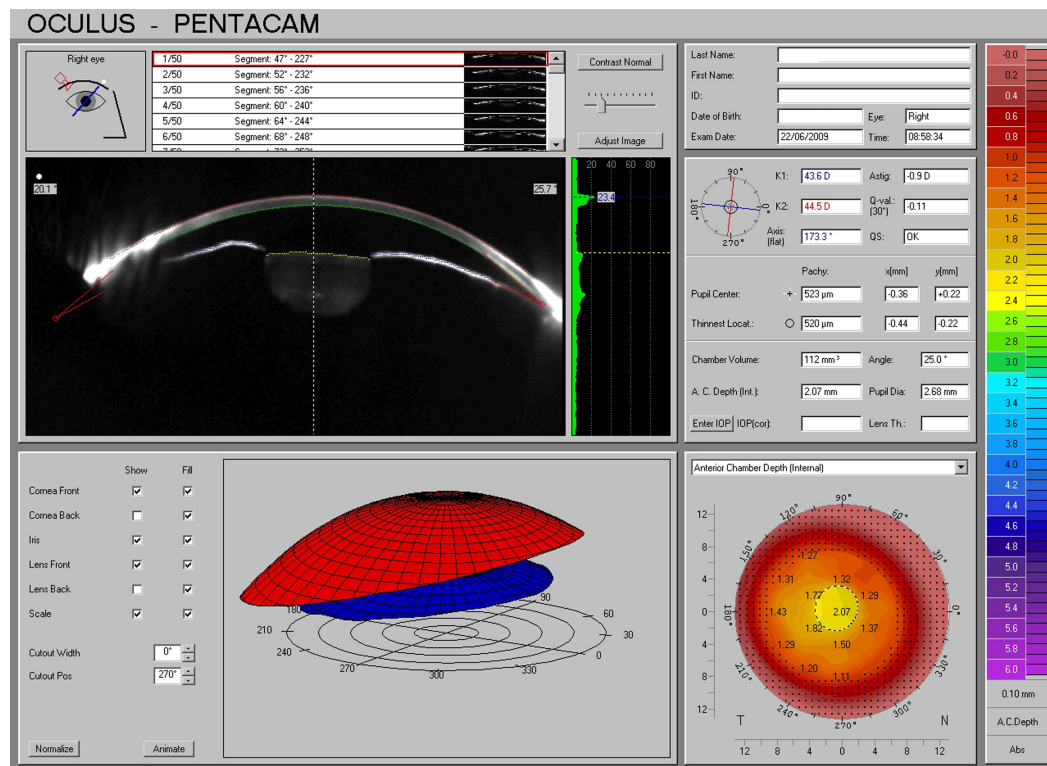 OCULUS - PENTACAM
Right eye
1/50 Segment: 47° - 227°
2/50 Segment: 52° - 232°
3/50 Segment: 56° - 236°
4/50 Segment: 60° - 240°
5/50 Segment: 64° - 244°
6/50 Segment: 68° - 248°
Contrast Normal
Adjust Image
20.1 °
25.7 °
20 40 60 80
23.4
Last Name:
First Name:
ID:
Date of Birth: Eye: Right
Exam Date: 22/06/2009 Time: 08:58:34
90°
180°
0°
270°
K1: 43.6 D Astig: -0.9 D
K2: 44.5 D Q-val.: (30°) -0.11
Axis: (flat) 173.3 ° QS: OK
Pachy: x[mm] y[mm]
Pupil Center: + 523 µm -0.36 +0.22
Thinnest Locat.: O 520 µm -0.44 -0.22
Chamber Volume: 112 mm³ Angle: 25.0 °
A. C. Depth (Int.): 2.07 mm Pupil Dia: 2.68 mm
Enter IOP IOP(cor): Lens Th.:
Show Fill
Cornea Front
Cornea Back
Iris
Lens Front
Lens Back
Scale
Cutout Width 0°
Cutout Pos 270°
Normalize
Animate
180
210
240
270
300
330
0
30
60
90
Anterior Chamber Depth (Internal)
90°
120°
60°
150°
30°
180°
0°
210°
330°
240°
300°
270°
12
8
4
0
4
8
12
1.27
1.31 1.32
1.77 1.29
1.43 2.07
1.82 1.37
1.29 1.50
1.20
1.11
T N
12 8 4 0 4 8 12
-0.0
0.2
0.4
0.6
0.8
1.0
1.2
1.4
1.6
1.8
2.0
2.2
2.4
2.6
2.8
3.0
3.2
3.4
3.6
3.8
4.0
4.2
4.4
4.6
4.8
5.0
5.2
5.4
5.6
5.8
6.0
0.10 mm
A.C.Depth
Abs